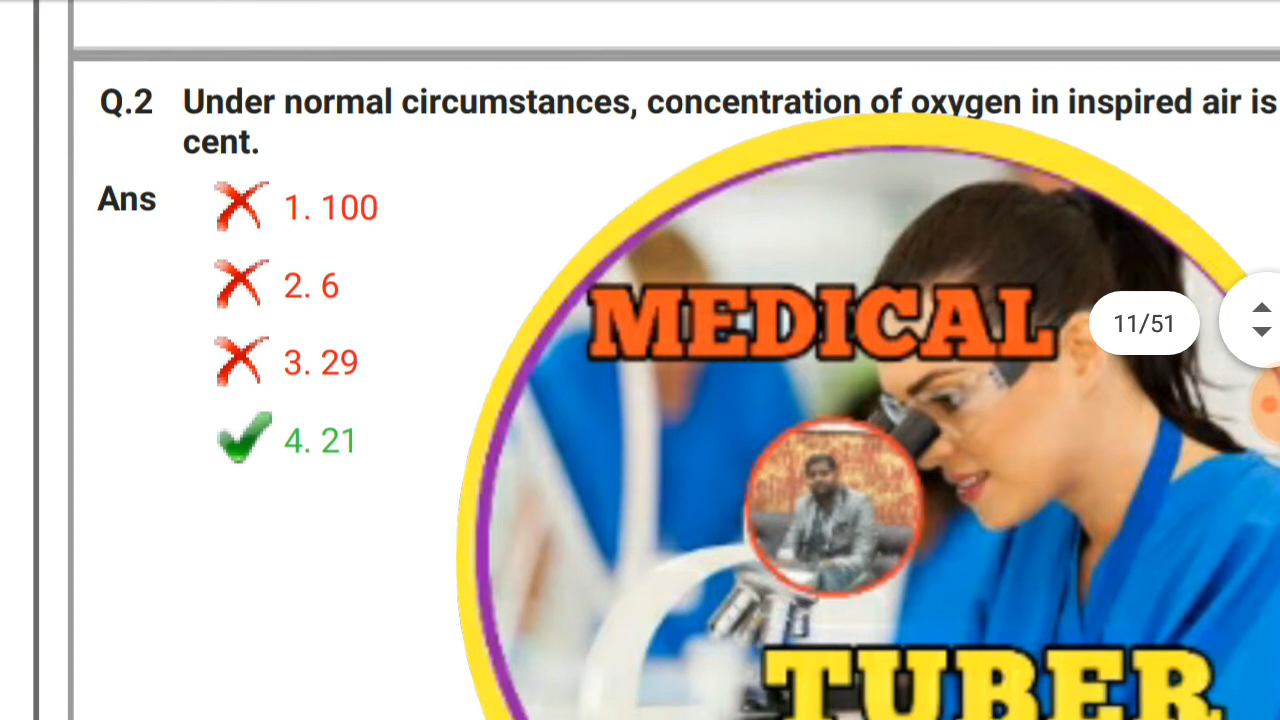 Q.2 Under normal circumstances, concentration of oxygen in inspired air is
cent.
Ans
1. 100
2. 6
3. 29
4. 21
MEDICAL
11/51
TUBER